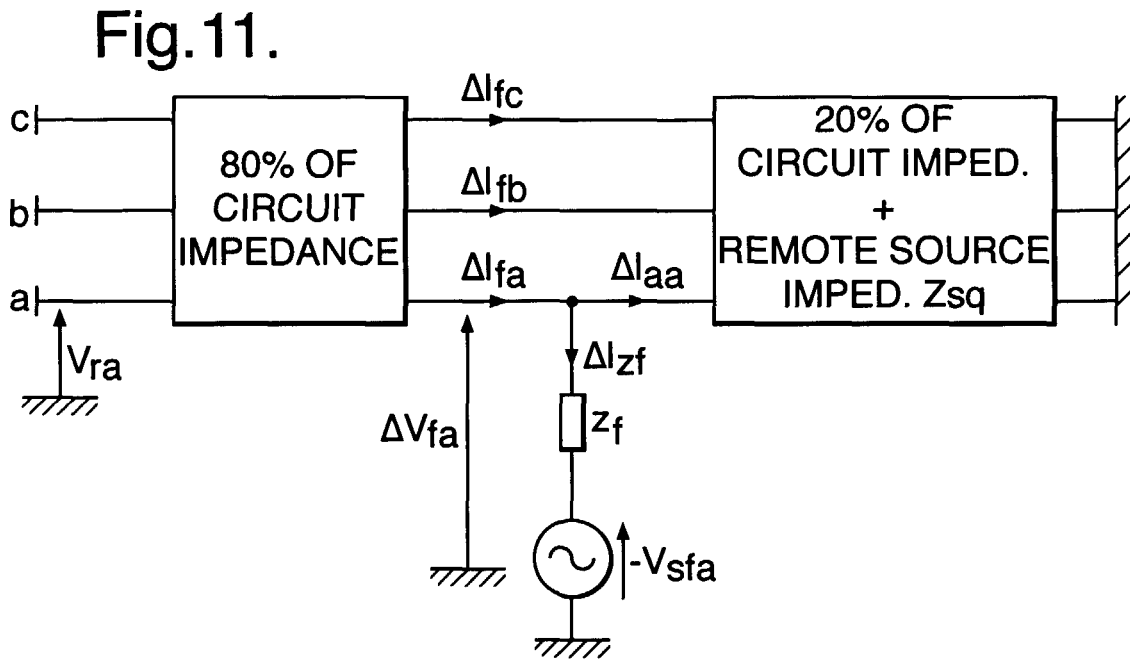 Fig.11.
c
b
a
Vra
80% OF
CIRCUIT
IMPEDANCE
ΔIfc
ΔIfb
ΔIfa
ΔIaa
ΔIzf
zf
ΔVfa
-Vsfa
20% OF
CIRCUIT IMPED.
+
REMOTE SOURCE
IMPED. Zsq